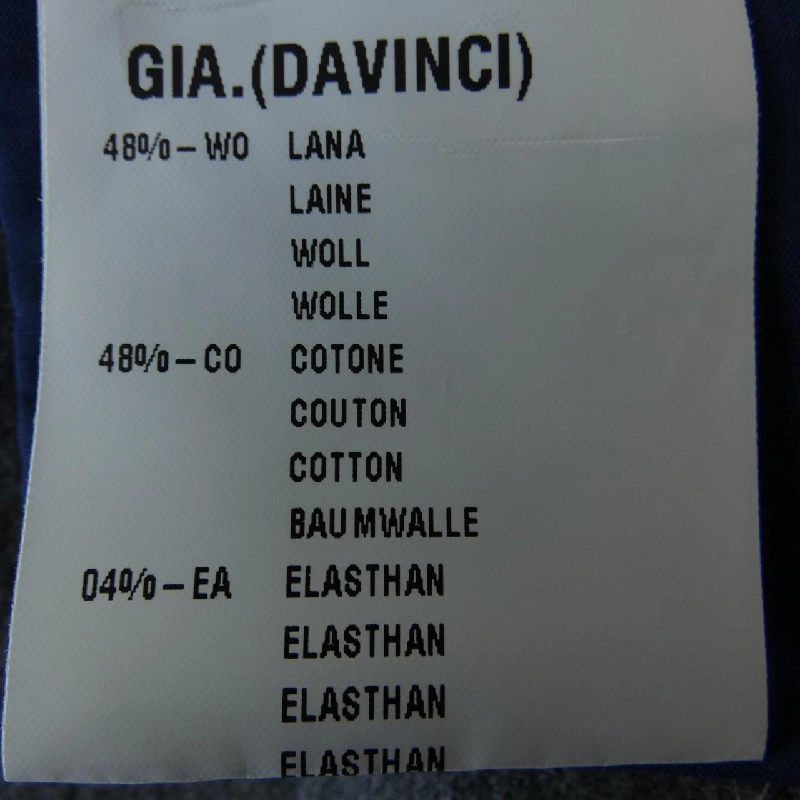 GIA.(DAVINCI)
48%-WO LANA
LAINE
WOLL
WOLLE
48%-CO COTONE
COUTON
COTTON
BAUMWALLE
04%-EA ELASTHAN
ELASTHAN
ELASTHAN
ELASTHAN